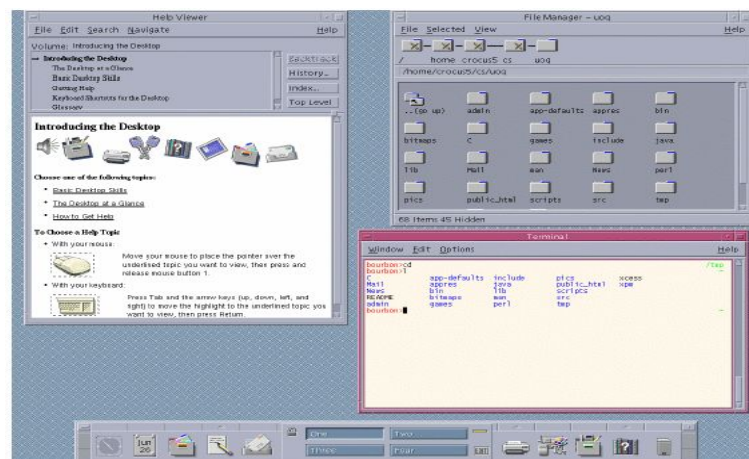 Help Viewer
File Edit Search Navigate Help
Volume: Introducing the Desktop
Introducing the Desktop
The Desktop at a Glance
Basic Desktop Skills
Getting Help
Keyboard Shortcuts for the Desktop
Glossary
Backtrack
History...
Index...
Top Level
Introducing the Desktop
Choose one of the following topics:
• Basic Desktop Skills
• The Desktop at a Glance
• How to Get Help
To Choose a Help Topic
• With your mouse:
Move your mouse to place the pointer over the
underlined topic you want to view, then press and
release mouse button 1.
• With your keyboard:
Press Tab and the arrow keys (up, down, left, and
right) to move the highlight to the underlined topic you
want to view, then press Return.
File Manager - uog
File Selected View Help
/ home crocus5 cs uog
/home/crocus5/cs/uog
..(go up) admin app-defaults appres bin
bitmaps C games include java
lib Mail man News perl
pics public_html scripts src tmp
68 Items 45 Hidden
Terminal
Window Edit Options Help
bourbon>cd /tmp
bourbon>l ~
C app-defaults include pics xcess
Mail appres java public_html xpm
News bin lib scripts
README bitmaps man src
admin games perl tmp
bourbon> ~
Jun
26
One Two
Three Four